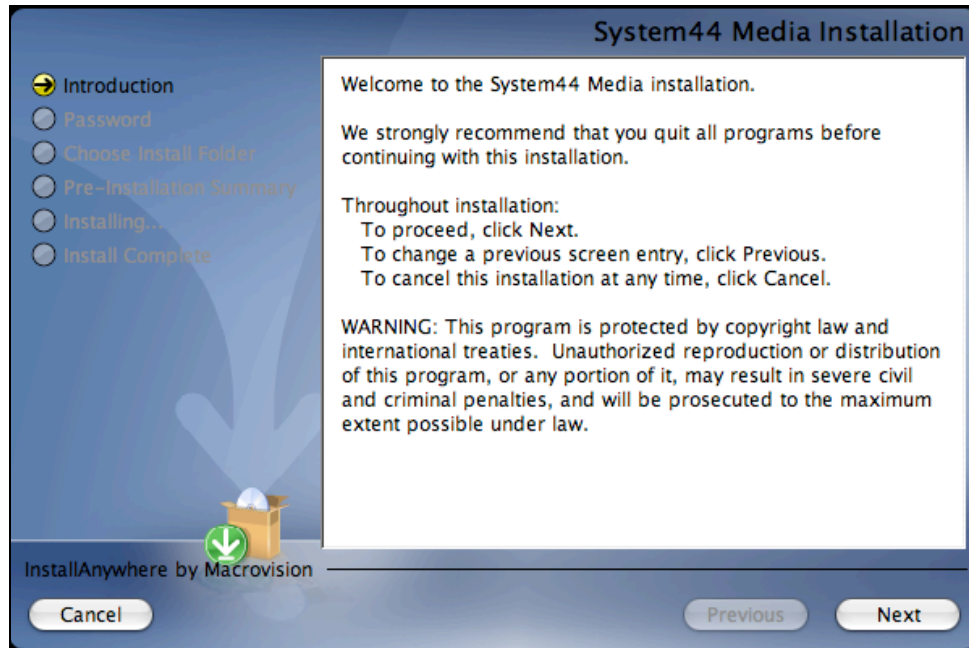 System44 Media Installation
Introduction
Password
Choose Install Folder
Pre-Installation Summary
Installing...
Install Complete
Welcome to the System44 Media installation.
We strongly recommend that you quit all programs before
continuing with this installation.
Throughout installation:
To proceed, click Next.
To change a previous screen entry, click Previous.
To cancel this installation at any time, click Cancel.
WARNING: This program is protected by copyright law and
international treaties.  Unauthorized reproduction or distribution
of this program, or any portion of it, may result in severe civil
and criminal penalties, and will be prosecuted to the maximum
extent possible under law.
InstallAnywhere by Macrovision
Cancel
Previous
Next